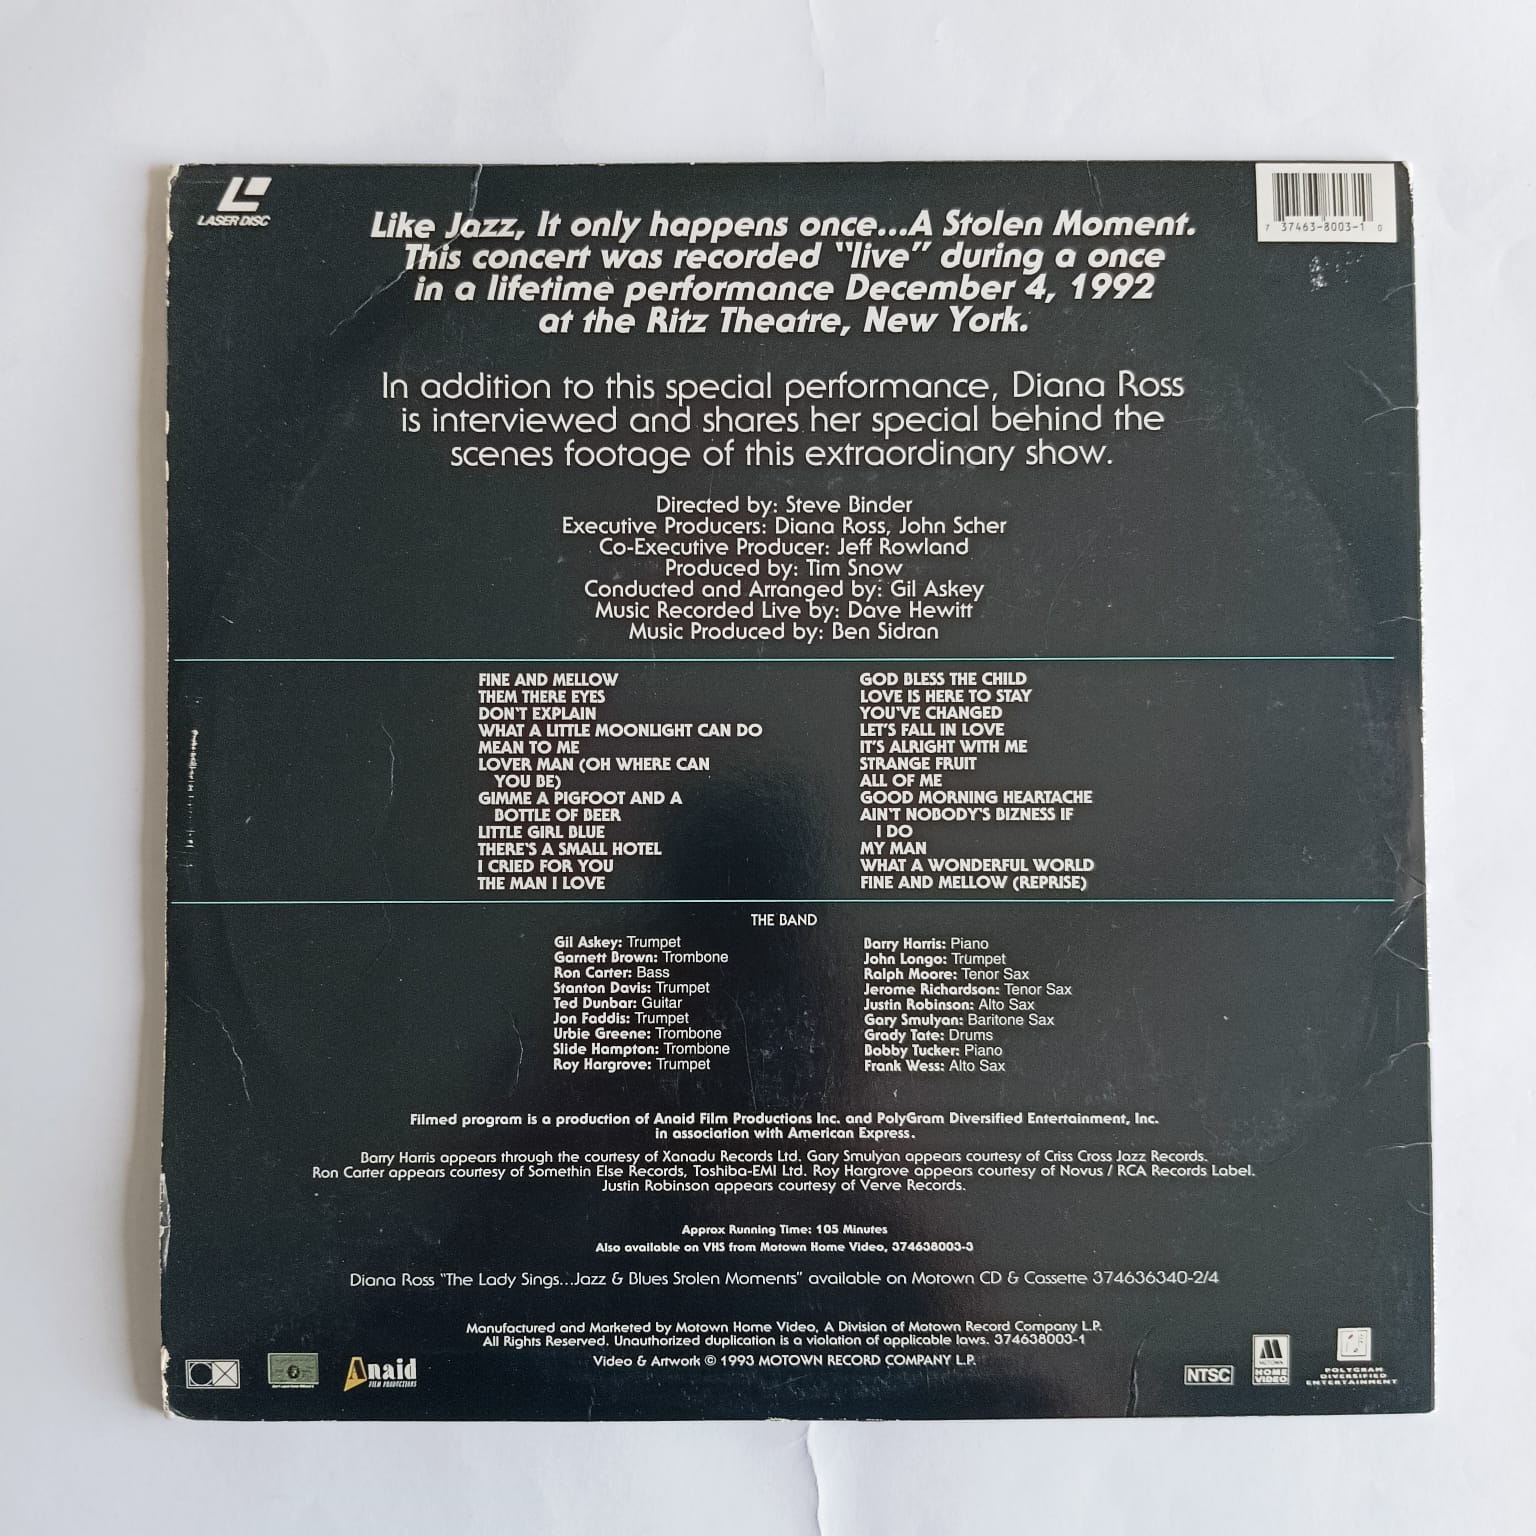 LASER DISC
7 37463-8003-1 0
Like Jazz, It only happens once...A Stolen Moment.
This concert was recorded "live" during a once
in a lifetime performance December 4, 1992
at the Ritz Theatre, New York.
In addition to this special performance, Diana Ross
is interviewed and shares her special behind the
scenes footage of this extraordinary show.
Directed by: Steve Binder
Executive Producers: Diana Ross, John Scher
Co-Executive Producer: Jeff Rowland
Produced by: Tim Snow
Conducted and Arranged by: Gil Askey
Music Recorded Live by: Dave Hewitt
Music Produced by: Ben Sidran
FINE AND MELLOW
THEM THERE EYES
DON'T EXPLAIN
WHAT A LITTLE MOONLIGHT CAN DO
MEAN TO ME
LOVER MAN (OH WHERE CAN
YOU BE)
GIMME A PIGFOOT AND A
BOTTLE OF BEER
LITTLE GIRL BLUE
THERE'S A SMALL HOTEL
I CRIED FOR YOU
THE MAN I LOVE
GOD BLESS THE CHILD
LOVE IS HERE TO STAY
YOU'VE CHANGED
LET'S FALL IN LOVE
IT'S ALRIGHT WITH ME
STRANGE FRUIT
ALL OF ME
GOOD MORNING HEARTACHE
AIN'T NOBODY'S BIZNESS IF
I DO
MY MAN
WHAT A WONDERFUL WORLD
FINE AND MELLOW (REPRISE)
THE BAND
Gil Askey: Trumpet
Garnett Brown: Trombone
Ron Carter: Bass
Stanton Davis: Trumpet
Ted Dunbar: Guitar
Jon Faddis: Trumpet
Urbie Greene: Trombone
Slide Hampton: Trombone
Roy Hargrove: Trumpet
Barry Harris: Piano
John Longo: Trumpet
Ralph Moore: Tenor Sax
Jerome Richardson: Tenor Sax
Justin Robinson: Alto Sax
Gary Smulyan: Baritone Sax
Grady Tate: Drums
Bobby Tucker: Piano
Frank Wess: Alto Sax
Filmed program is a production of Anaid Film Productions Inc. and PolyGram Diversified Entertainment, Inc.
in association with American Express.
Barry Harris appears through the courtesy of Xanadu Records Ltd. Gary Smulyan appears courtesy of Criss Cross Jazz Records.
Ron Carter appears courtesy of Somethin Else Records, Toshiba-EMI Ltd. Roy Hargrove appears courtesy of Novus / RCA Records Label.
Justin Robinson appears courtesy of Verve Records.
Approx Running Time: 105 Minutes
Also available on VHS from Motown Home Video, 374638003-3
Diana Ross "The Lady Sings...Jazz & Blues Stolen Moments" available on Motown CD & Cassette 374636340-2/4
Manufactured and Marketed by Motown Home Video, A Division of Motown Record Company L.P.
All Rights Reserved. Unauthorized duplication is a violation of applicable laws. 374638003-1
Video & Artwork © 1993 MOTOWN RECORD COMPANY L.P.
Anaid
FILM PRODUCTIONS
NTSC
MOTOWN
HOME
VIDEO
POLYGRAM
DIVERSIFIED
ENTERTAINMENT